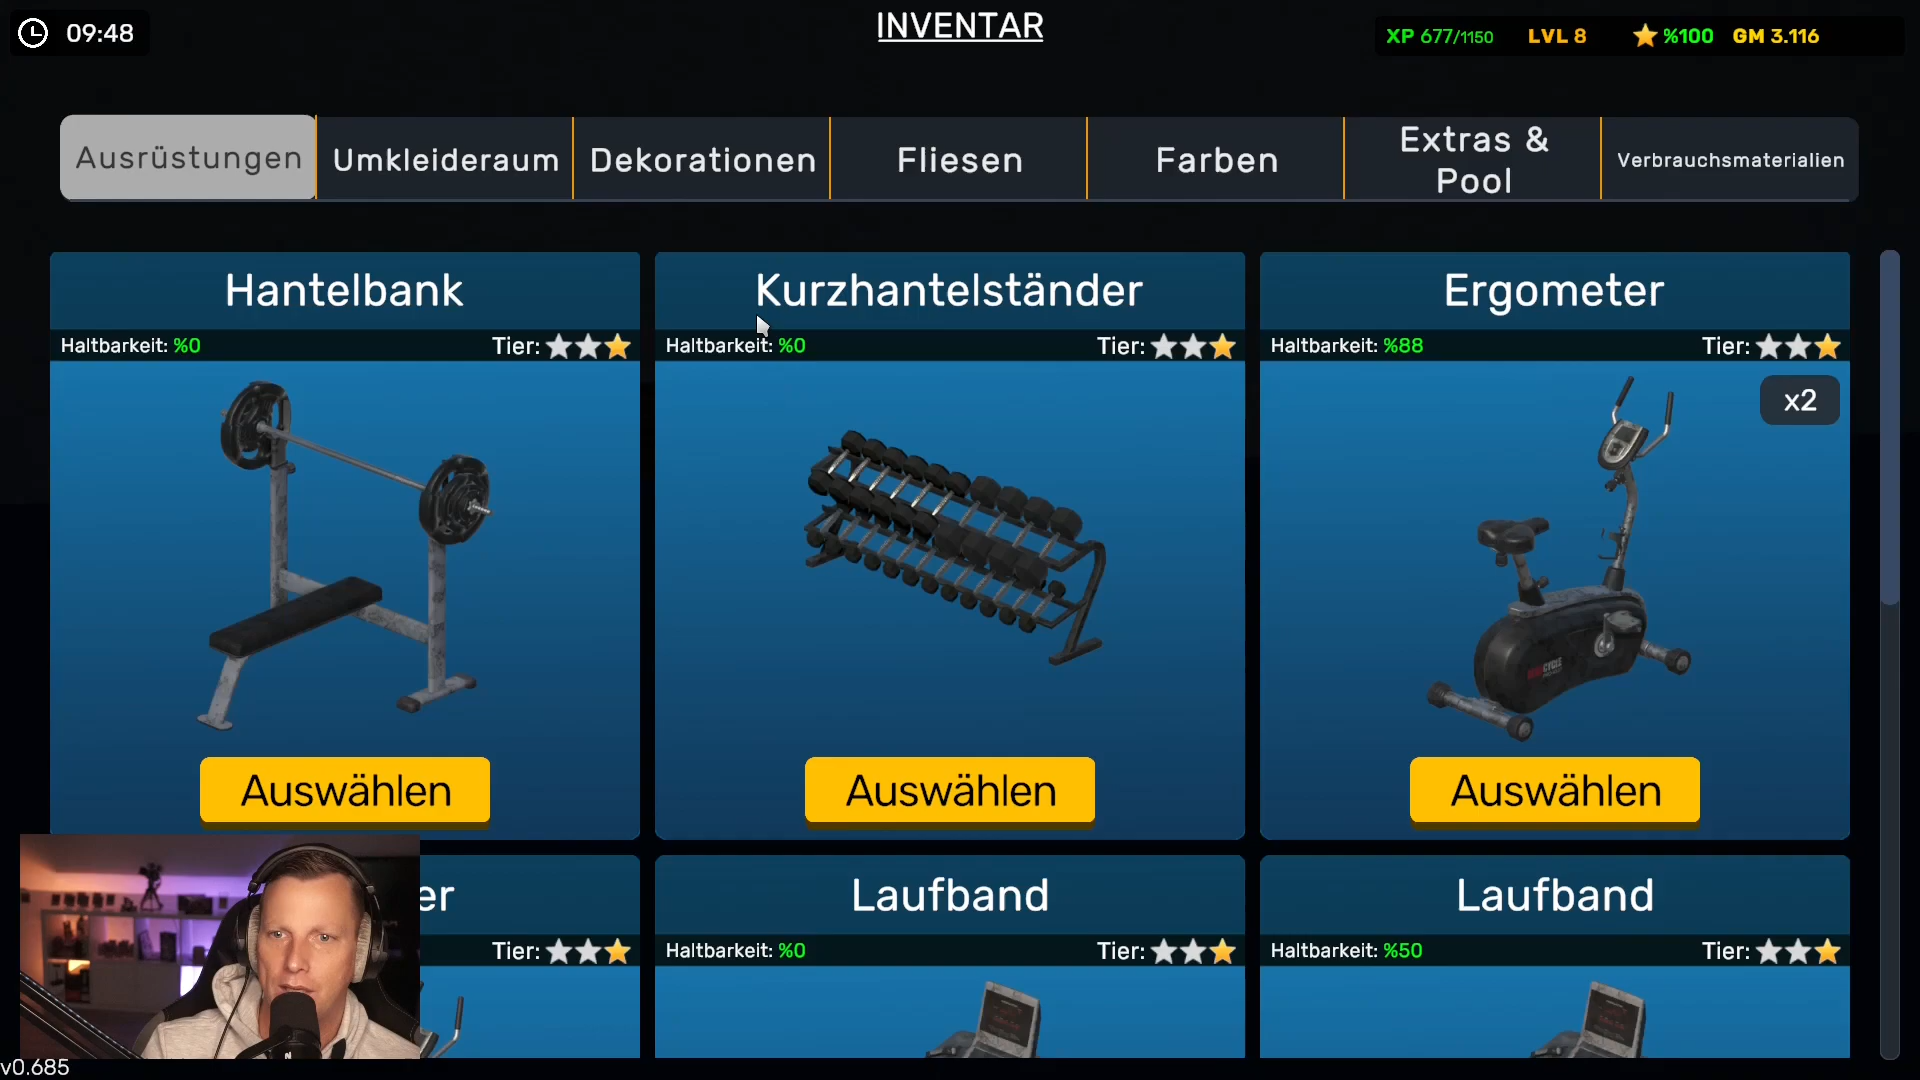 09:48
INVENTAR
XP 677/1150 LVL 8 %100 GM 3.116
Ausrüstungen
Umkleideraum
Dekorationen
Fliesen
Farben
Extras &
Pool
Verbrauchsmaterialien
Hantelbank
Haltbarkeit: %0 Tier:
Auswählen
Kurzhantelständer
Haltbarkeit: %0 Tier:
Auswählen
Ergometer
Haltbarkeit: %88 Tier:
x2
Auswählen
er
Tier:
Laufband
Haltbarkeit: %0 Tier:
Laufband
Haltbarkeit: %50 Tier:
v0.685